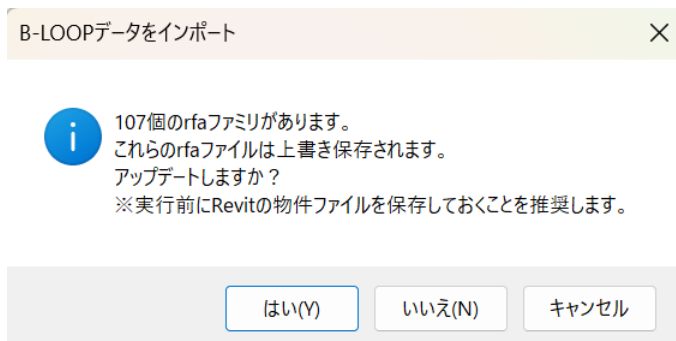 B-LOOPデータをインポート
107個のrfaファミリがあります。
これらのrfaファイルは上書き保存されます。
アップデートしますか？
※実行前にRevitの物件ファイルを保存しておくことを推奨します。
はい(Y)
いいえ(N)
キャンセル